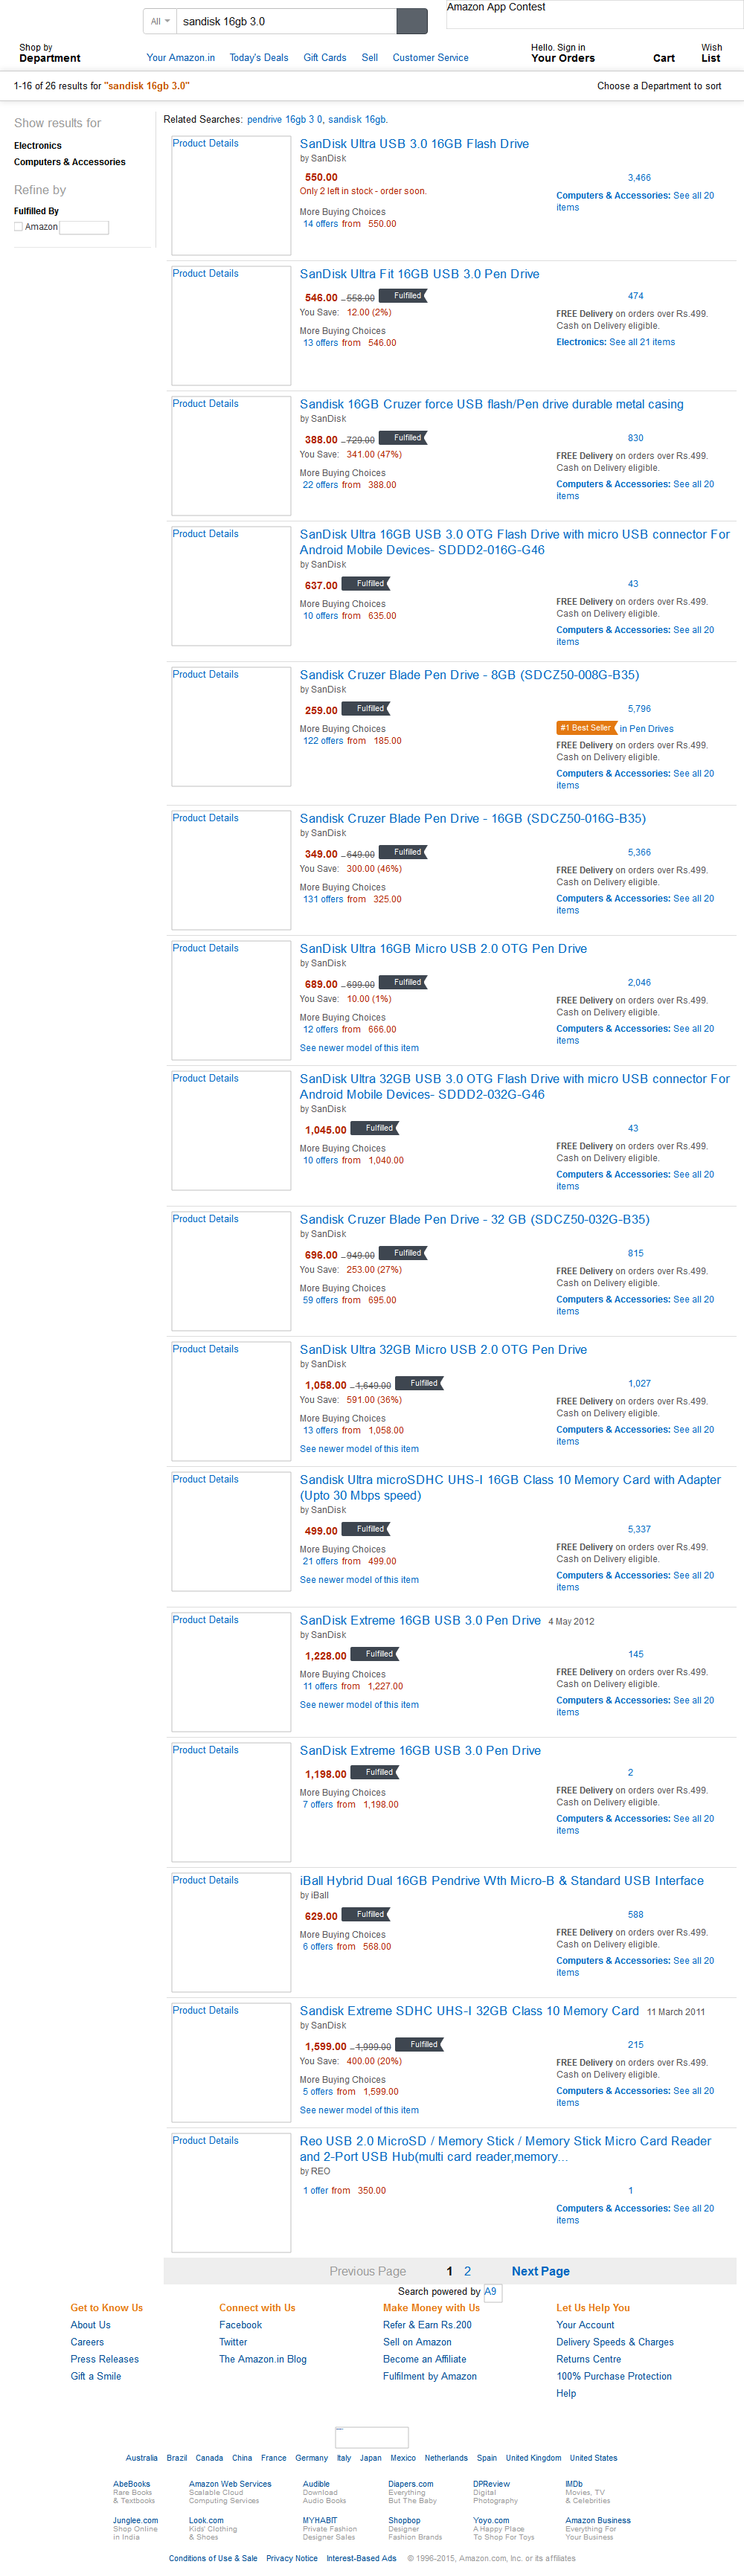 All
sandisk 16gb 3.0
Amazon App Contest
Shop by
Department
Your Amazon.in Today's Deals Gift Cards Sell Customer Service
Hello. Sign in
Your Orders
Cart
Wish
List
1-16 of 26 results for "sandisk 16gb 3.0"
Choose a Department to sort
Show results for
Electronics
Computers & Accessories
Refine by
Fulfilled By
Amazon
Related Searches: pendrive 16gb 3 0, sandisk 16gb.
Product Details
SanDisk Ultra USB 3.0 16GB Flash Drive
by SanDisk
550.00
Only 2 left in stock - order soon.
More Buying Choices
14 offers from 550.00
3,466
Computers & Accessories: See all 20
items
Product Details
SanDisk Ultra Fit 16GB USB 3.0 Pen Drive
546.00 558.00 Fulfilled
You Save: 12.00 (2%)
More Buying Choices
13 offers from 546.00
474
FREE Delivery on orders over Rs.499.
Cash on Delivery eligible.
Electronics: See all 21 items
Product Details
Sandisk 16GB Cruzer force USB flash/Pen drive durable metal casing
by SanDisk
388.00 729.00 Fulfilled
You Save: 341.00 (47%)
More Buying Choices
22 offers from 388.00
830
FREE Delivery on orders over Rs.499.
Cash on Delivery eligible.
Computers & Accessories: See all 20
items
Product Details
SanDisk Ultra 16GB USB 3.0 OTG Flash Drive with micro USB connector For
Android Mobile Devices- SDDD2-016G-G46
by SanDisk
637.00 Fulfilled
More Buying Choices
10 offers from 635.00
43
FREE Delivery on orders over Rs.499.
Cash on Delivery eligible.
Computers & Accessories: See all 20
items
Product Details
Sandisk Cruzer Blade Pen Drive - 8GB (SDCZ50-008G-B35)
by SanDisk
259.00 Fulfilled
More Buying Choices
122 offers from 185.00
5,796
#1 Best Seller in Pen Drives
FREE Delivery on orders over Rs.499.
Cash on Delivery eligible.
Computers & Accessories: See all 20
items
Product Details
Sandisk Cruzer Blade Pen Drive - 16GB (SDCZ50-016G-B35)
by SanDisk
349.00 649.00 Fulfilled
You Save: 300.00 (46%)
More Buying Choices
131 offers from 325.00
5,366
FREE Delivery on orders over Rs.499.
Cash on Delivery eligible.
Computers & Accessories: See all 20
items
Product Details
SanDisk Ultra 16GB Micro USB 2.0 OTG Pen Drive
by SanDisk
689.00 699.00 Fulfilled
You Save: 10.00 (1%)
More Buying Choices
12 offers from 666.00
See newer model of this item
2,046
FREE Delivery on orders over Rs.499.
Cash on Delivery eligible.
Computers & Accessories: See all 20
items
Product Details
SanDisk Ultra 32GB USB 3.0 OTG Flash Drive with micro USB connector For
Android Mobile Devices- SDDD2-032G-G46
by SanDisk
1,045.00 Fulfilled
More Buying Choices
10 offers from 1,040.00
43
FREE Delivery on orders over Rs.499.
Cash on Delivery eligible.
Computers & Accessories: See all 20
items
Product Details
Sandisk Cruzer Blade Pen Drive - 32 GB (SDCZ50-032G-B35)
by SanDisk
696.00 949.00 Fulfilled
You Save: 253.00 (27%)
More Buying Choices
59 offers from 695.00
815
FREE Delivery on orders over Rs.499.
Cash on Delivery eligible.
Computers & Accessories: See all 20
items
Product Details
SanDisk Ultra 32GB Micro USB 2.0 OTG Pen Drive
by SanDisk
1,058.00 1,649.00 Fulfilled
You Save: 591.00 (36%)
More Buying Choices
13 offers from 1,058.00
See newer model of this item
1,027
FREE Delivery on orders over Rs.499.
Cash on Delivery eligible.
Computers & Accessories: See all 20
items
Product Details
Sandisk Ultra microSDHC UHS-I 16GB Class 10 Memory Card with Adapter
(Upto 30 Mbps speed)
by SanDisk
499.00 Fulfilled
More Buying Choices
21 offers from 499.00
See newer model of this item
5,337
FREE Delivery on orders over Rs.499.
Cash on Delivery eligible.
Computers & Accessories: See all 20
items
Product Details
SanDisk Extreme 16GB USB 3.0 Pen Drive 4 May 2012
by SanDisk
1,228.00 Fulfilled
More Buying Choices
11 offers from 1,227.00
See newer model of this item
145
FREE Delivery on orders over Rs.499.
Cash on Delivery eligible.
Computers & Accessories: See all 20
items
Product Details
SanDisk Extreme 16GB USB 3.0 Pen Drive
1,198.00 Fulfilled
More Buying Choices
7 offers from 1,198.00
2
FREE Delivery on orders over Rs.499.
Cash on Delivery eligible.
Computers & Accessories: See all 20
items
Product Details
iBall Hybrid Dual 16GB Pendrive Wth Micro-B & Standard USB Interface
by iBall
629.00 Fulfilled
More Buying Choices
6 offers from 568.00
588
FREE Delivery on orders over Rs.499.
Cash on Delivery eligible.
Computers & Accessories: See all 20
items
Product Details
Sandisk Extreme SDHC UHS-I 32GB Class 10 Memory Card 11 March 2011
by SanDisk
1,599.00 1,999.00 Fulfilled
You Save: 400.00 (20%)
More Buying Choices
5 offers from 1,599.00
See newer model of this item
215
FREE Delivery on orders over Rs.499.
Cash on Delivery eligible.
Computers & Accessories: See all 20
items
Product Details
Reo USB 2.0 MicroSD / Memory Stick / Memory Stick Micro Card Reader
and 2-Port USB Hub(multi card reader,memory...
by REO
1 offer from 350.00
1
Computers & Accessories: See all 20
items
Previous Page 1 2 Next Page
Search powered by A9
Get to Know Us Connect with Us Make Money with Us Let Us Help You
About Us Facebook Refer & Earn Rs.200 Your Account
Careers Twitter Sell on Amazon Delivery Speeds & Charges
Press Releases The Amazon.in Blog Become an Affiliate Returns Centre
Gift a Smile Fulfilment by Amazon 100% Purchase Protection
Help
Australia Brazil Canada China France Germany Italy Japan Mexico Netherlands Spain United Kingdom United States
AbeBooks Amazon Web Services Audible Diapers.com DPReview IMDb
Rare Books Scalable Cloud Download Everything Digital Movies, TV
& Textbooks Computing Services Audio Books But The Baby Photography & Celebrities
Junglee.com Look.com MYHABIT Shopbop Yoyo.com Amazon Business
Shop Online Kids' Clothing Private Fashion Designer A Happy Place Everything For
in India & Shoes Designer Sales Fashion Brands To Shop For Toys Your Business
Conditions of Use & Sale Privacy Notice Interest-Based Ads © 1996-2015, Amazon.com, Inc. or its affiliates